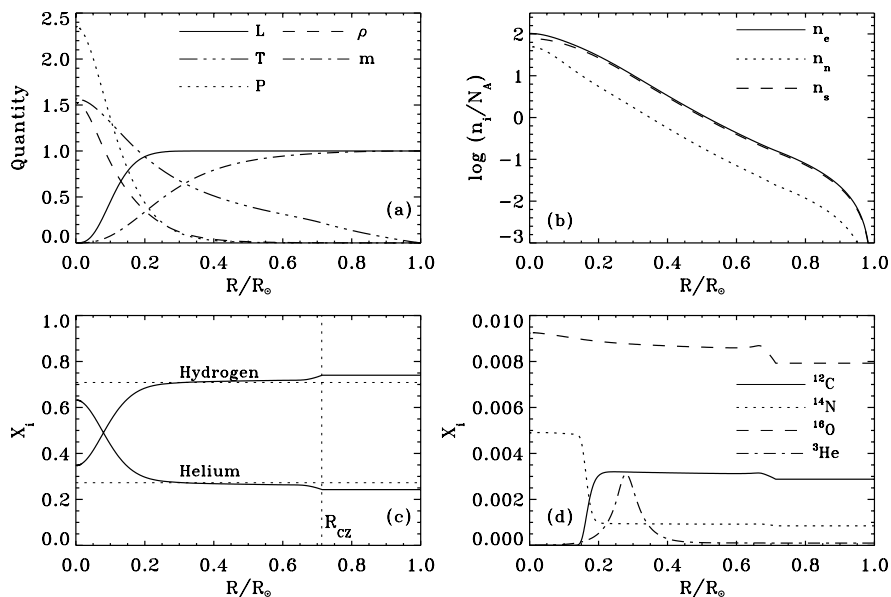 2.5
2.0
1.5
1.0
0.5
0.0
Quantity
L
ρ
T
m
P
(a)
0.0 0.2 0.4 0.6 0.8 1.0
R/R☉
2
1
0
-1
-2
-3
log (nᵢ/N_A)
n_e
n_n
n_s
(b)
0.0 0.2 0.4 0.6 0.8 1.0
R/R☉
1.0
0.8
0.6
0.4
0.2
0.0
Xᵢ
Hydrogen
Helium
R_CZ
(c)
0.0 0.2 0.4 0.6 0.8 1.0
R/R☉
0.010
0.008
0.006
0.004
0.002
0.000
Xᵢ
¹²C
¹⁴N
¹⁶O
³He
(d)
0.0 0.2 0.4 0.6 0.8 1.0
R/R☉